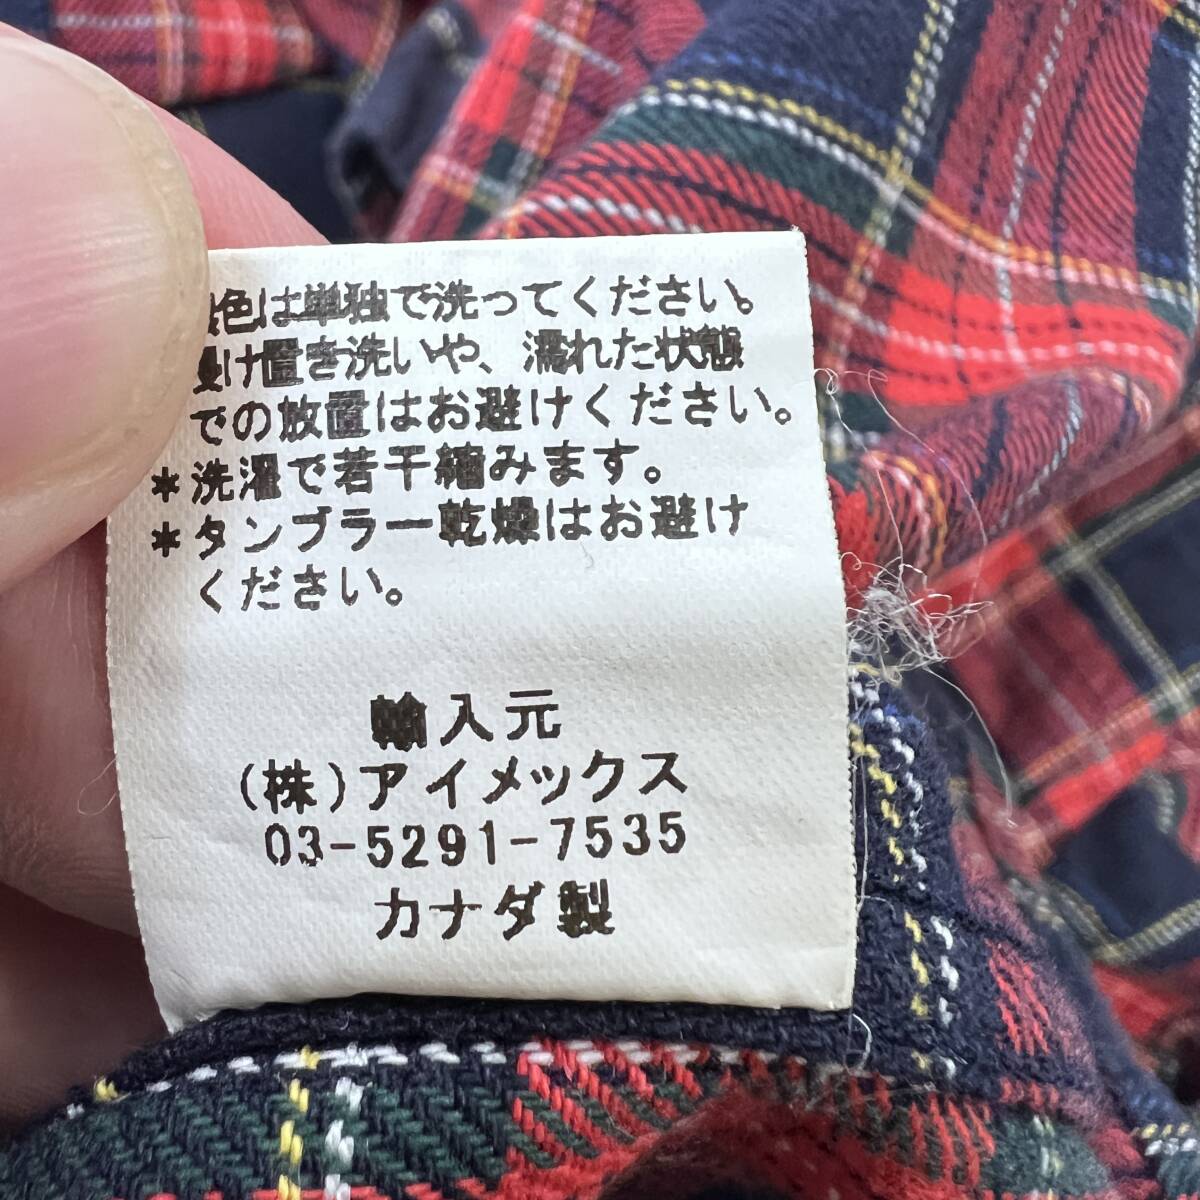 色は単独で洗ってください。
浸け置き洗いや、濡れた状態
での放置はお避けください。
*洗濯で若干縮みます。
*タンブラー乾燥はお避け
ください。
輸入元
(株)アイメックス
03-5291-7535
カナダ製